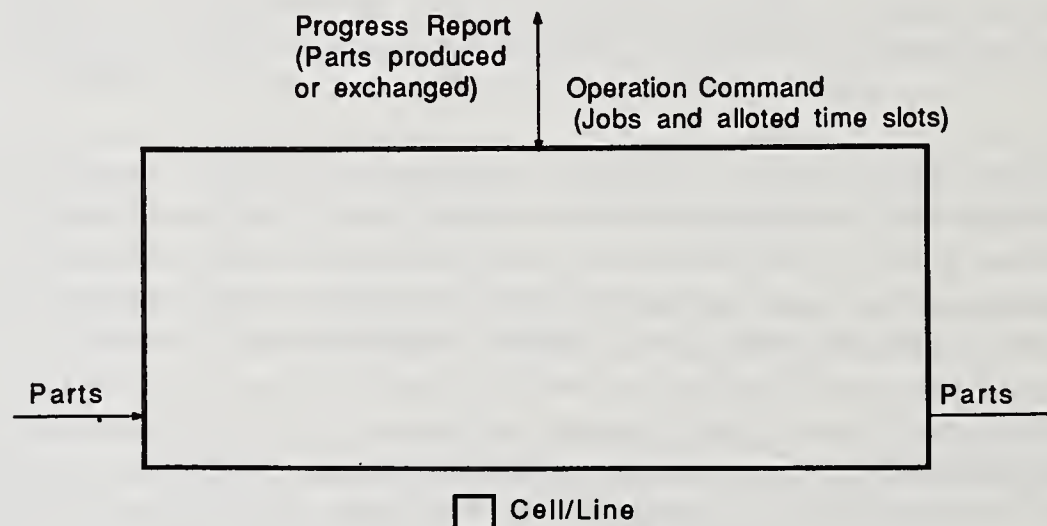 Progress Report
(Parts produced
or exchanged)
Operation Command
(Jobs and alloted time slots)
Parts
Parts
Cell/Line